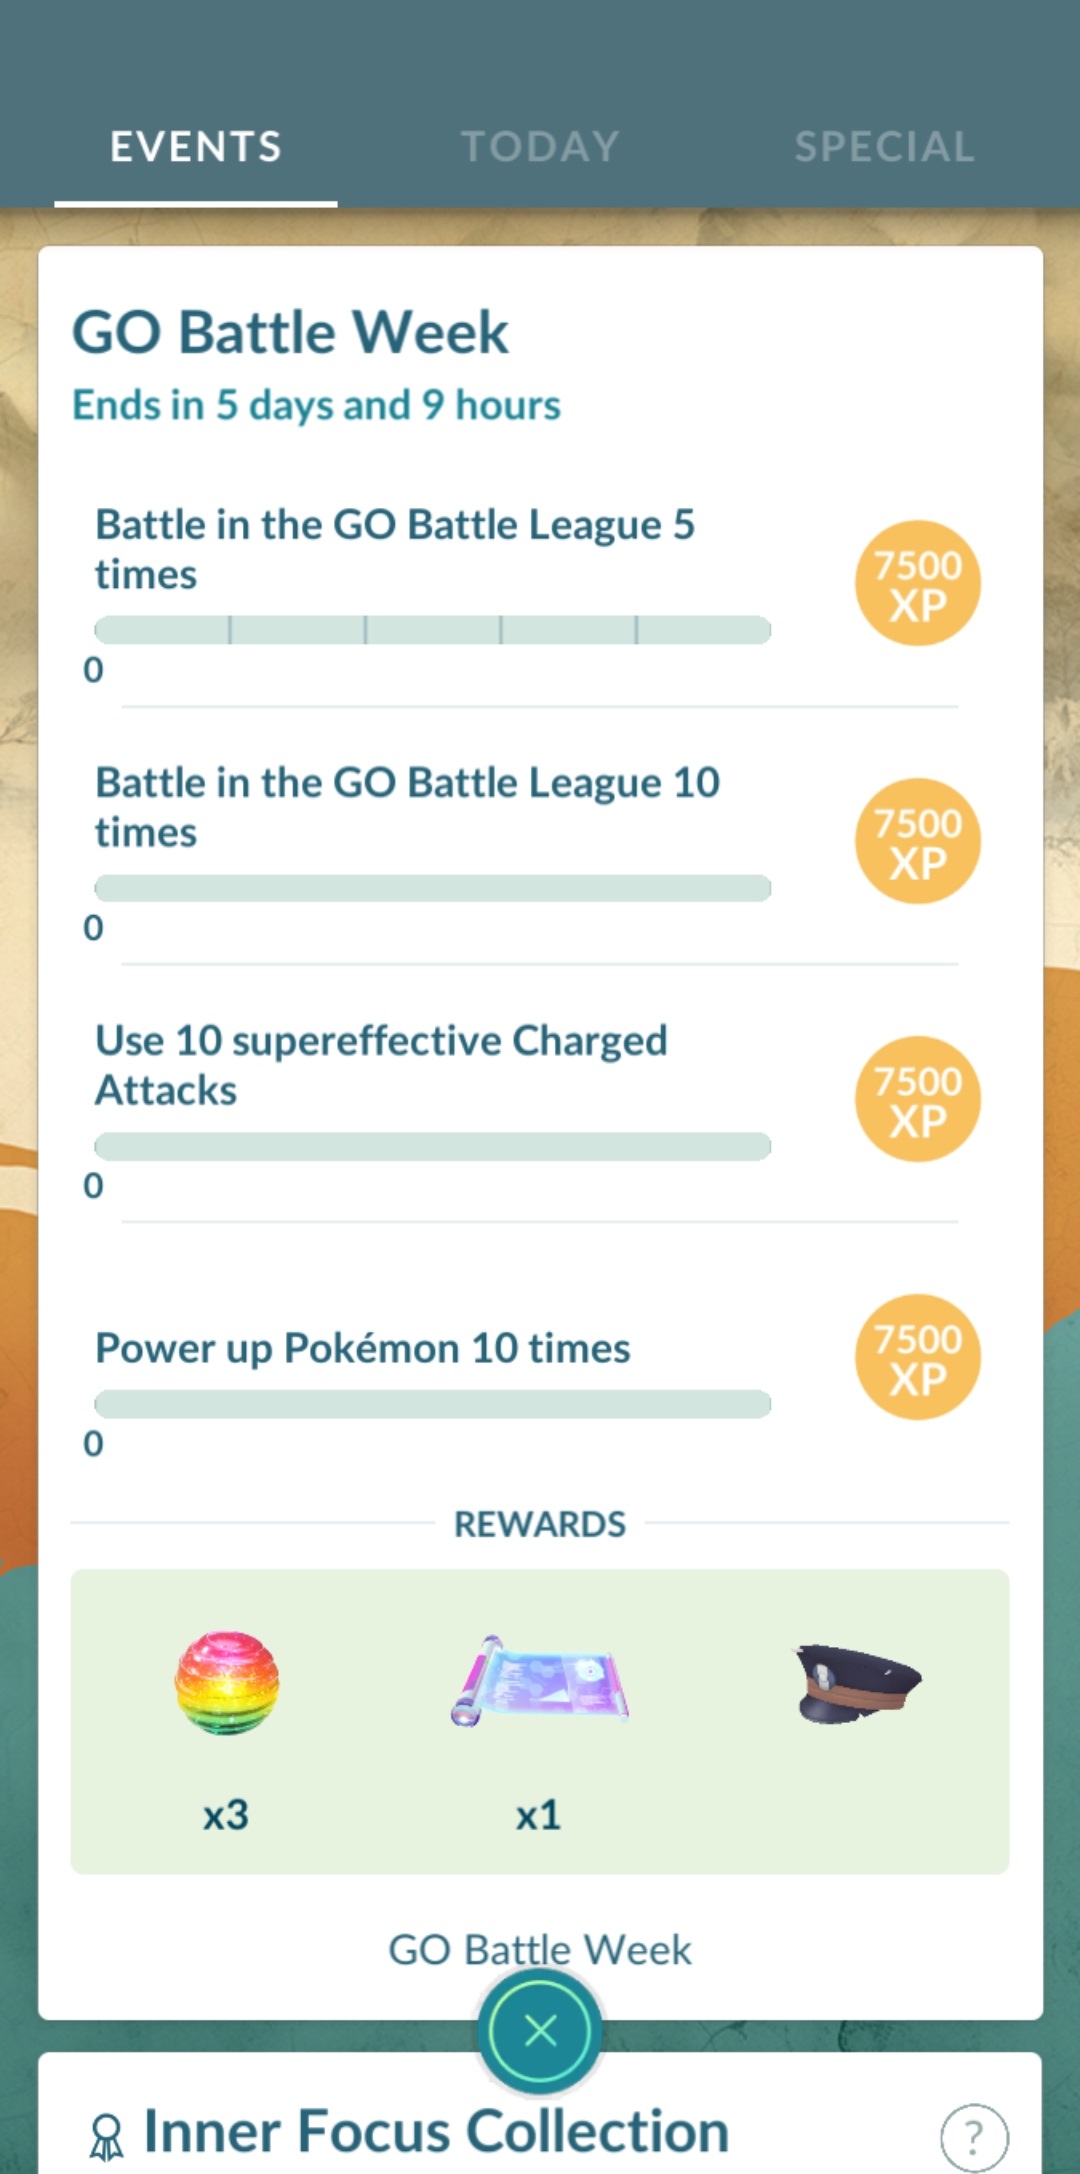 EVENTS TODAY SPECIAL
GO Battle Week
Ends in 5 days and 9 hours
Battle in the GO Battle League 5
times
7500
XP
0
Battle in the GO Battle League 10
times
7500
XP
0
Use 10 supereffective Charged
Attacks
7500
XP
0
Power up Pokémon 10 times
7500
XP
0
REWARDS
x3 x1
GO Battle Week
Inner Focus Collection
?